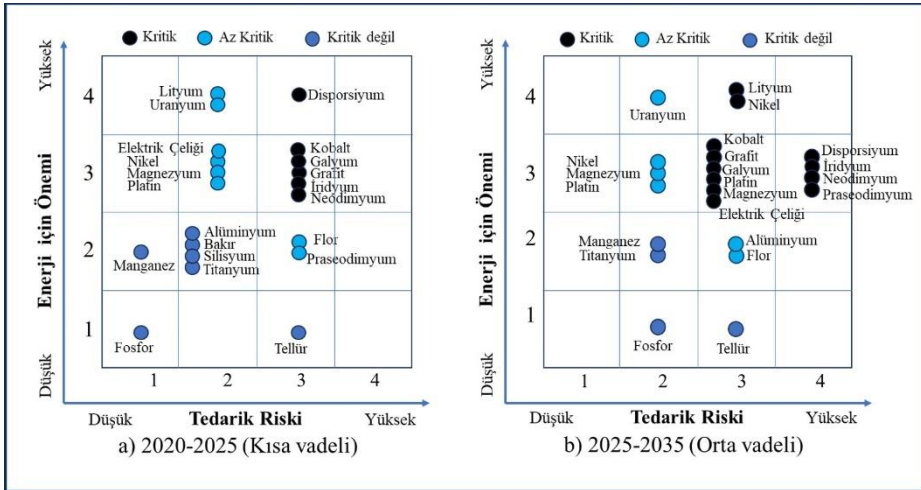 Kritik
Az Kritik
Kritik değil
Yüksek
Enerji için Önemi
Düşük
4
3
2
1
Lityum
Uranyum
Disporsiyum
Elektrik Çeliği
Nikel
Magnezyum
Platin
Kobalt
Galyum
Grafit
İridyum
Neodimyum
Manganez
Alüminyum
Bakır
Silisyum
Titanyum
Flor
Praseodimyum
Fosfor
Tellür
1
2
3
4
Düşük
Tedarik Riski
Yüksek
a) 2020-2025 (Kısa vadeli)
Kritik
Az Kritik
Kritik değil
Yüksek
Enerji için Önemi
Düşük
4
3
2
1
Uranyum
Lityum
Nikel
Nikel
Magnezyum
Platin
Kobalt
Grafit
Galyum
Platin
Magnezyum
Elektrik Çeliği
Disporsiyum
İridyum
Neodimyum
Praseodimyum
Manganez
Titanyum
Alüminyum
Flor
Fosfor
Tellür
1
2
3
4
Düşük
Tedarik Riski
Yüksek
b) 2025-2035 (Orta vadeli)